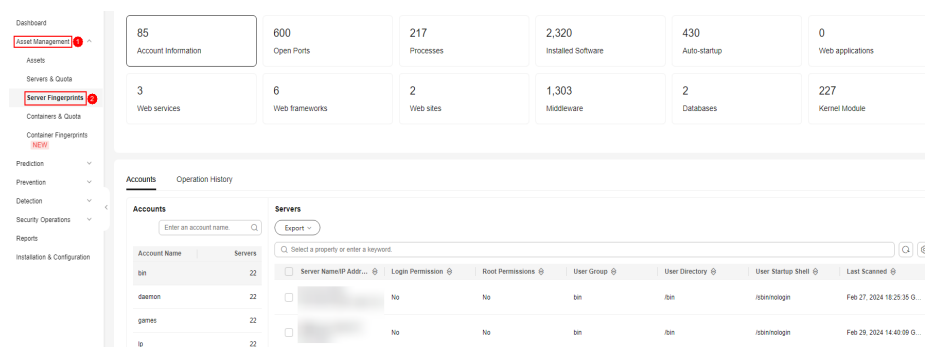 Dashboard
Asset Management 1
Assets
Servers & Quota
Server Fingerprints 2
Containers & Quota
Container Fingerprints
NEW
Prediction
Prevention
Detection
Security Operations
Reports
Installation & Configuration
85 600 217 2,320 430 0
Account Information Open Ports Processes Installed Software Auto-startup Web applications
3 6 2 1,303 2 227
Web services Web frameworks Web sites Middleware Databases Kernel Module
Accounts Operation History
Accounts
Enter an account name.
Account Name Servers
bin 22
daemon 22
games 22
lp 22
Servers
Export
Select a property or enter a keyword.
Server Name/IP Addr... Login Permission Root Permissions User Group User Directory User Startup Shell Last Scanned
No No bin /bin /sbin/nologin Feb 27, 2024 18:25:35 G...
No No bin /bin /sbin/nologin Feb 29, 2024 14:40:09 G...